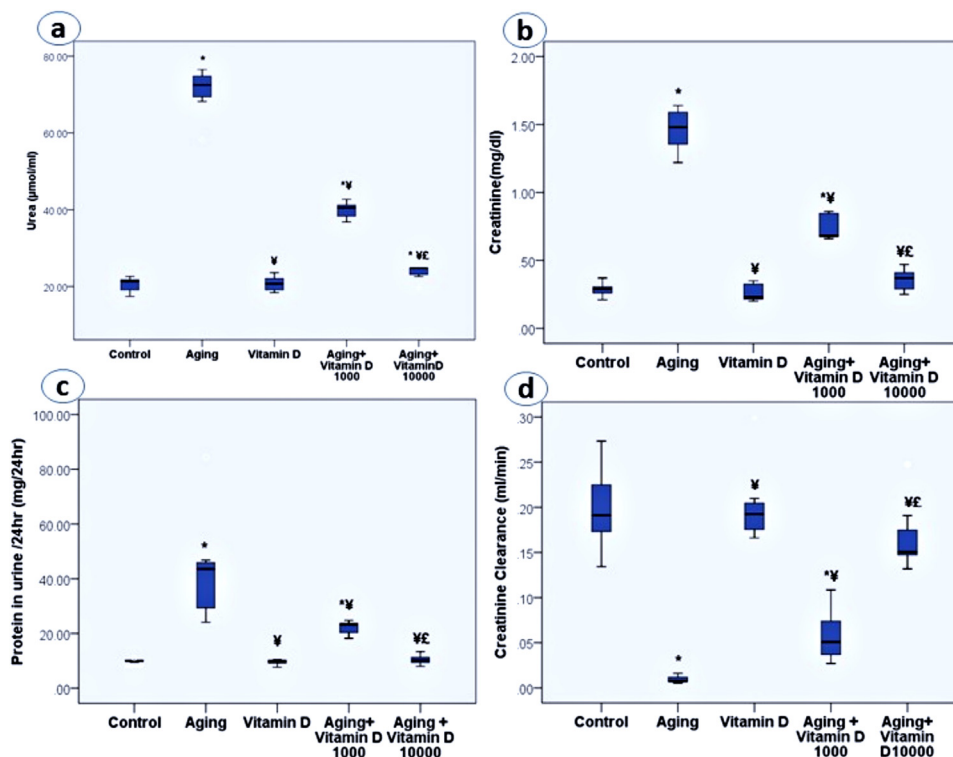 a
Urea (µmol/ml)
80.00
60.00
40.00
20.00
*
¥
*¥
* ¥£
Control
Aging
Vitamin D
Aging+
Vitamin D
1000
Aging+
VitaminD
10000
b
Creatinine(mg/dl)
2.00
1.50
1.00
.50
.00
*
¥
*¥
¥£
Control
Aging
Vitamin D
Aging+
Vitamin D
1000
Aging+
Vitamin D
10000
c
Protein in urine /24hr (mg/24hr)
100.00
80.00
60.00
40.00
20.00
.00
*
¥
*¥
¥£
Control
Aging
Vitamin D
Aging+
Vitamin D
1000
Aging +
Vitamin D
10000
d
Creatinine Clearance (ml/min)
.30
.25
.20
.15
.10
.05
.00
*
¥
*¥
¥£
Control
Aging
Vitamin D
Aging +
Vitamin D
1000
Aging+
Vitamin
D10000